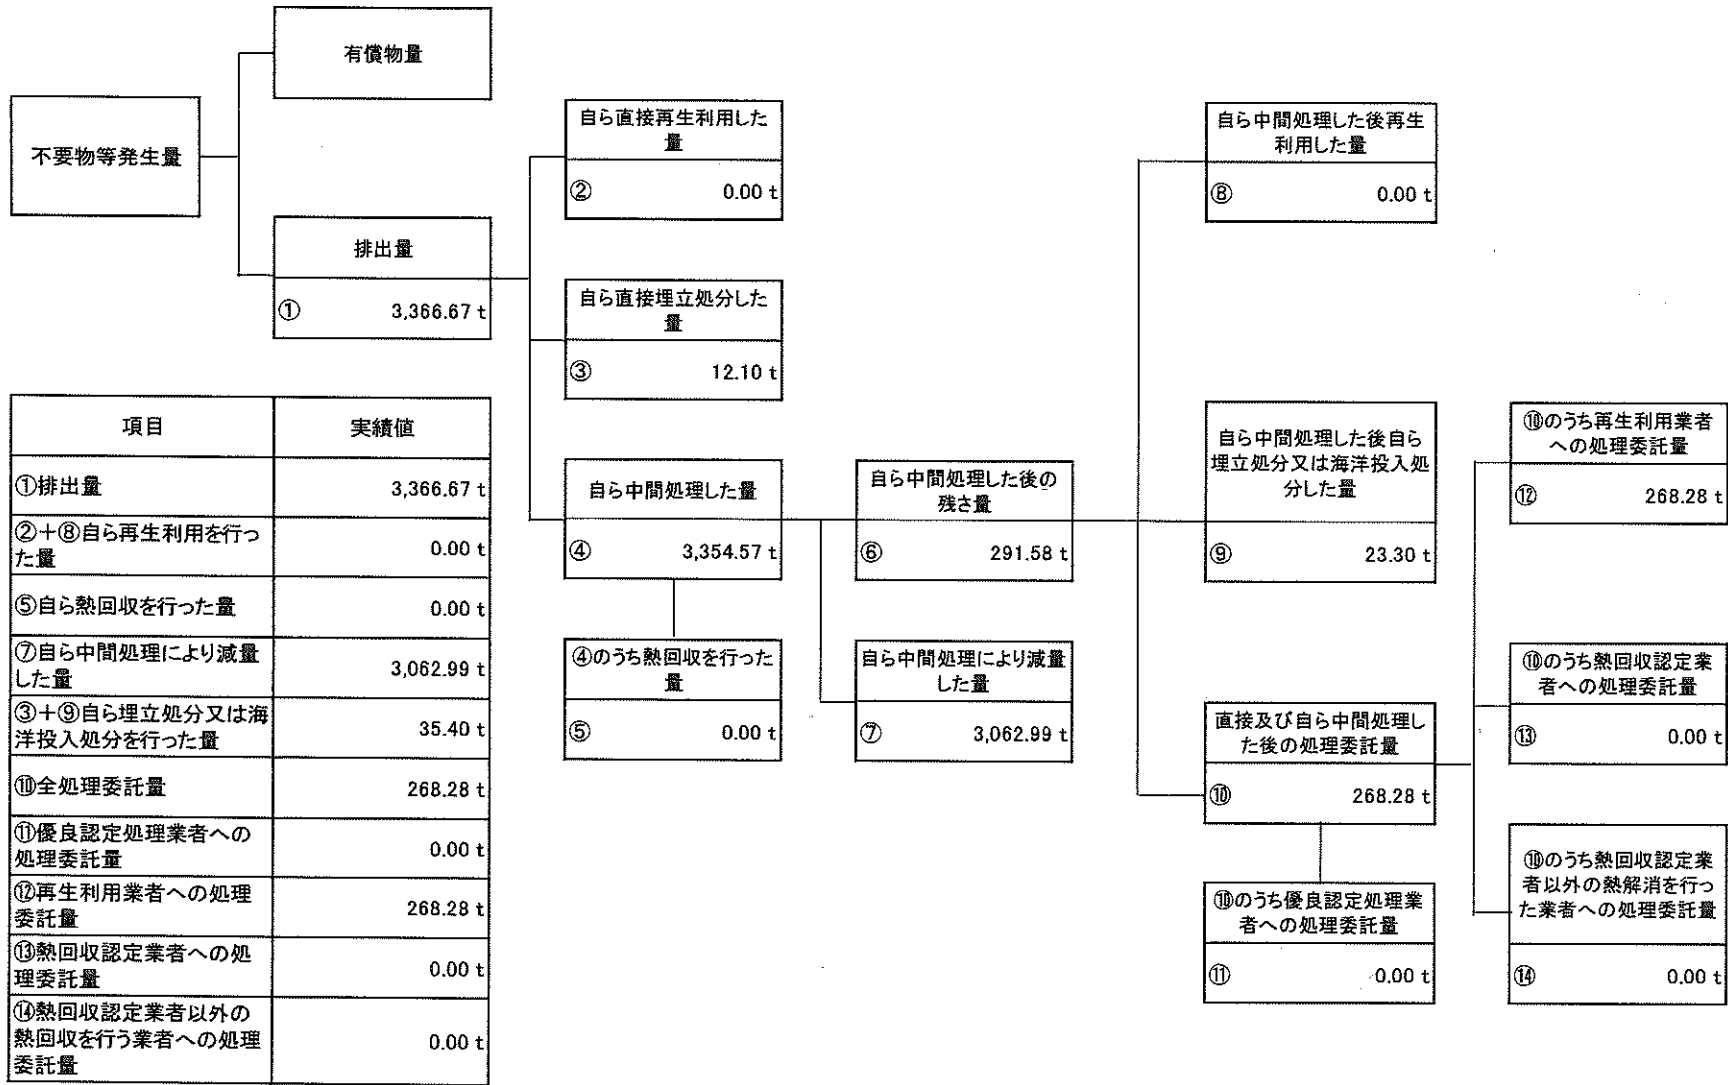 有償物量
不要物等発生量
排出量
① 3,366.67 t
自ら直接再生利用した
量
② 0.00 t
自ら直接埋立処分した
量
③ 12.10 t
自ら中間処理した量
④ 3,354.57 t
④のうち熱回収を行った
量
⑤ 0.00 t
自ら中間処理した後の
残さ量
⑥ 291.58 t
自ら中間処理により減量
した量
⑦ 3,062.99 t
自ら中間処理した後再生
利用した量
⑧ 0.00 t
自ら中間処理した後自ら
埋立処分又は海洋投入処
分した量
⑨ 23.30 t
直接及び自ら中間処理し
た後の処理委託量
⑩ 268.28 t
⑩のうち優良認定処理業
者への処理委託量
⑪ 0.00 t
⑩のうち再生利用業者
への処理委託量
⑫ 268.28 t
⑩のうち熱回収認定業
者への処理委託量
⑬ 0.00 t
⑩のうち熱回収認定業
者以外の熱解消を行っ
た業者への処理委託量
⑭ 0.00 t
項目 実績値
①排出量 3,366.67 t
②+⑧自ら再生利用を行っ
た量 0.00 t
⑤自ら熱回収を行った量 0.00 t
⑦自ら中間処理により減量
した量 3,062.99 t
③+⑨自ら埋立処分又は海
洋投入処分を行った量 35.40 t
⑩全処理委託量 268.28 t
⑪優良認定処理業者への
処理委託量 0.00 t
⑫再生利用業者への処理
委託量 268.28 t
⑬熱回収認定業者への処
理委託量 0.00 t
⑭熱回収認定業者以外の
熱回収を行う業者への処理
委託量 0.00 t